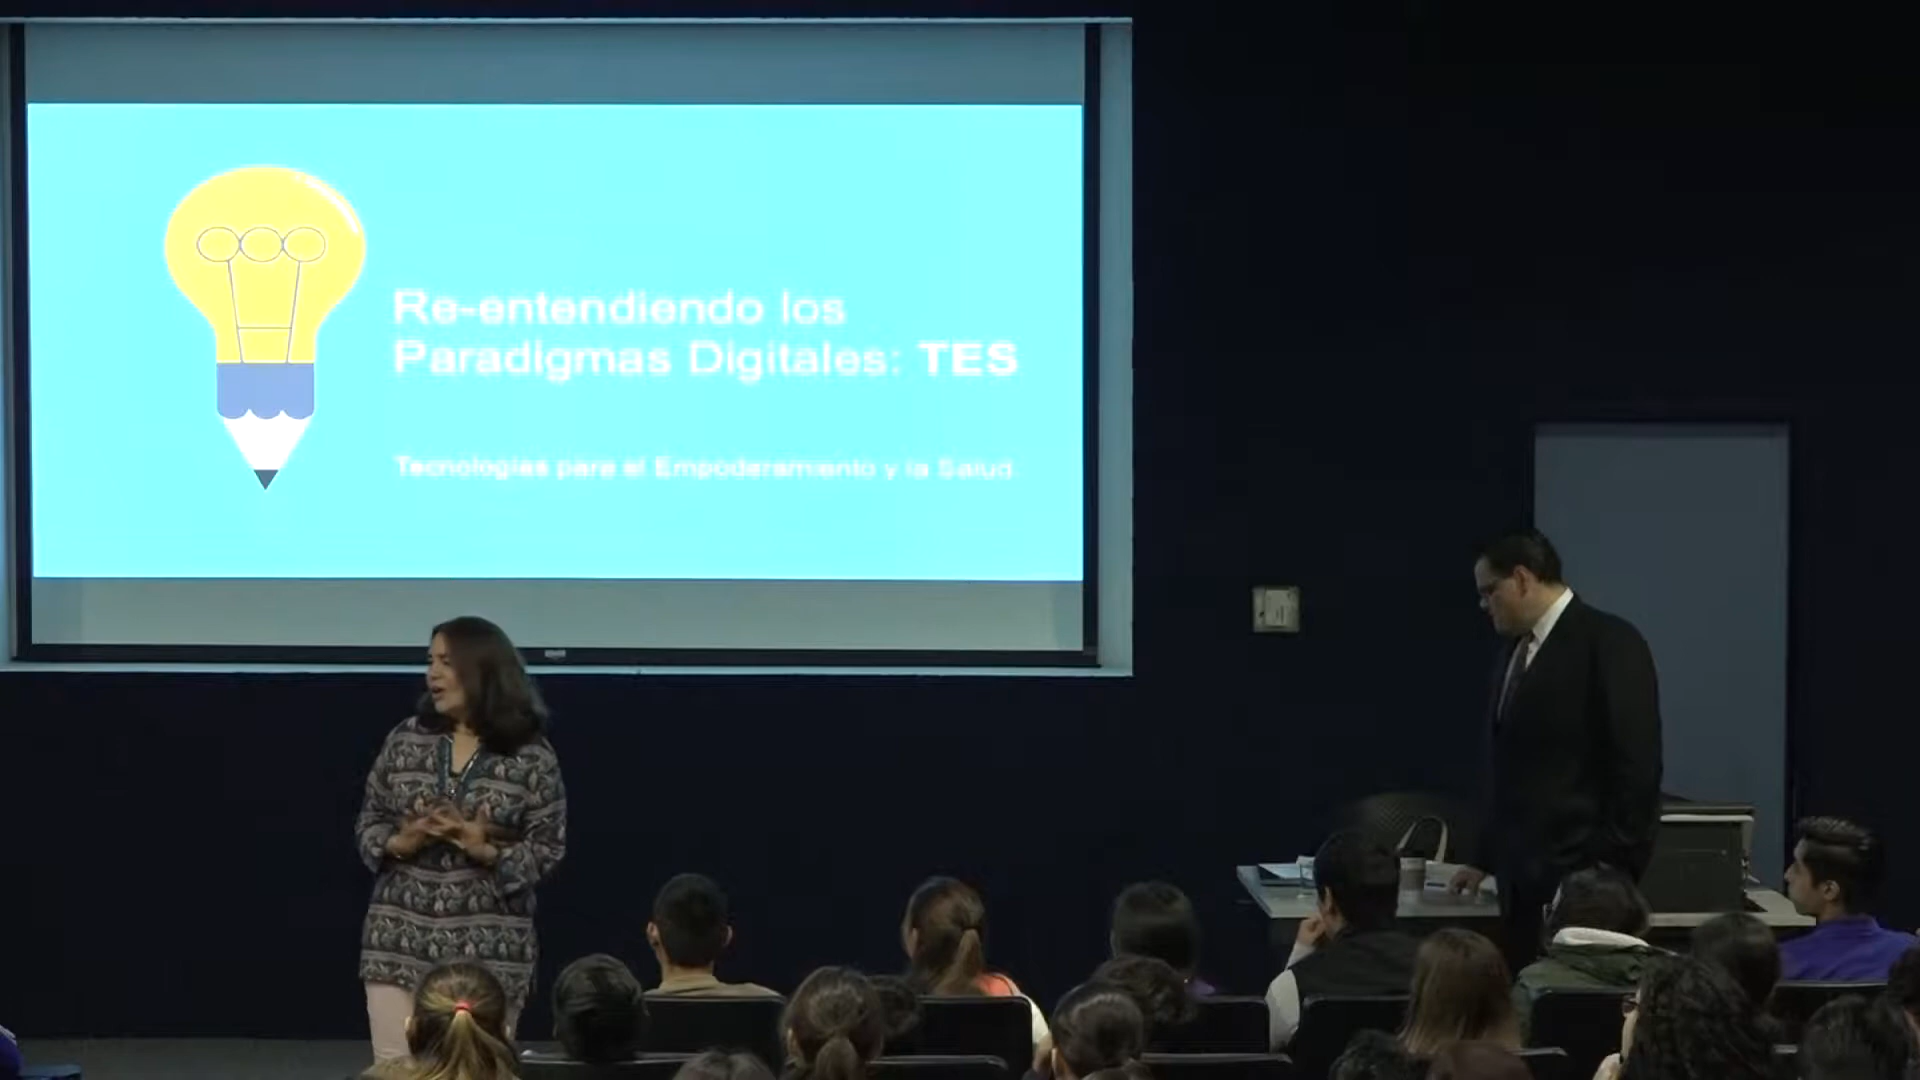 Re-entendiendo los
Paradigmas Digitales: TES
Tecnologías para el Empoderamiento y la Salud